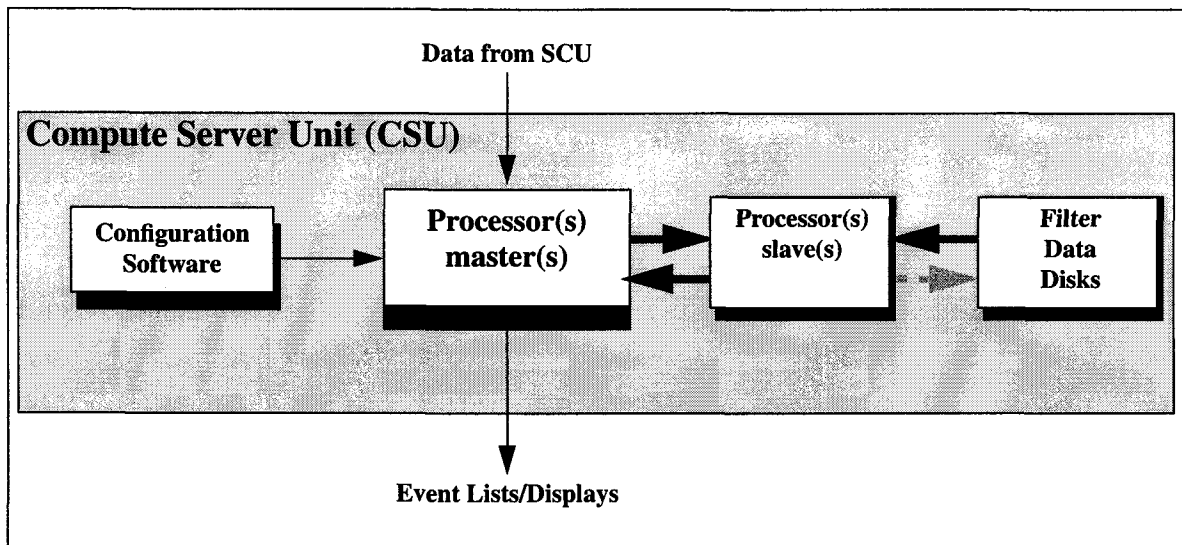 Data from SCU
Compute Server Unit (CSU)
Configuration
Software
Processor(s)
master(s)
Processor(s)
slave(s)
Filter
Data
Disks
Event Lists/Displays